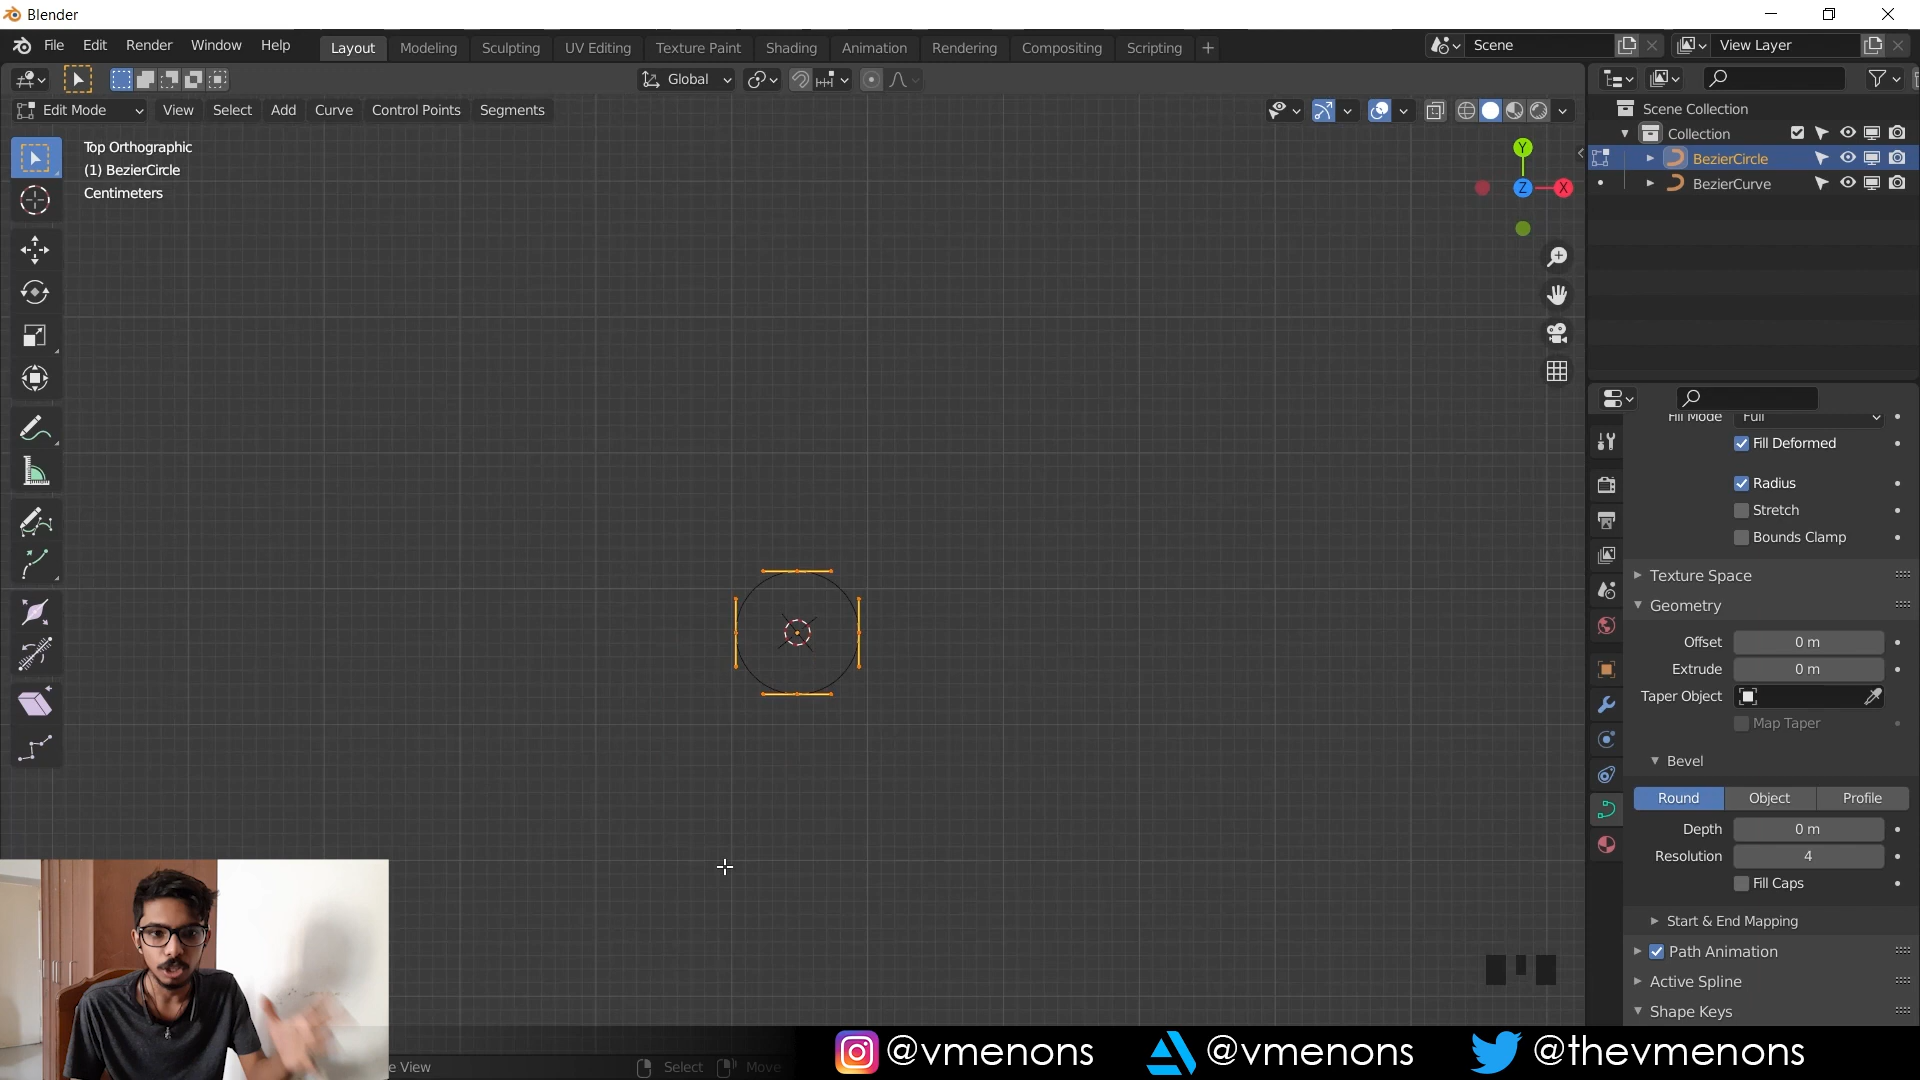 Blender
File Edit Render Window Help Layout Modeling Sculpting UV Editing Texture Paint Shading Animation Rendering Compositing Scripting + Scene View Layer
Global
Edit Mode View Select Add Curve Control Points Segments
Top Orthographic
(1) BezierCircle
Centimeters
Y
Z X
Scene Collection
Collection
BezierCircle
BezierCurve
Fill Mode Full
Fill Deformed
Radius
Stretch
Bounds Clamp
Texture Space
Geometry
Offset 0 m
Extrude 0 m
Taper Object
Map Taper
Bevel
Round Object Profile
Depth 0 m
Resolution 4
Fill Caps
Start & End Mapping
Path Animation
Active Spline
Shape Keys
e View Select Move
@vmenons @vmenons @thevmenons